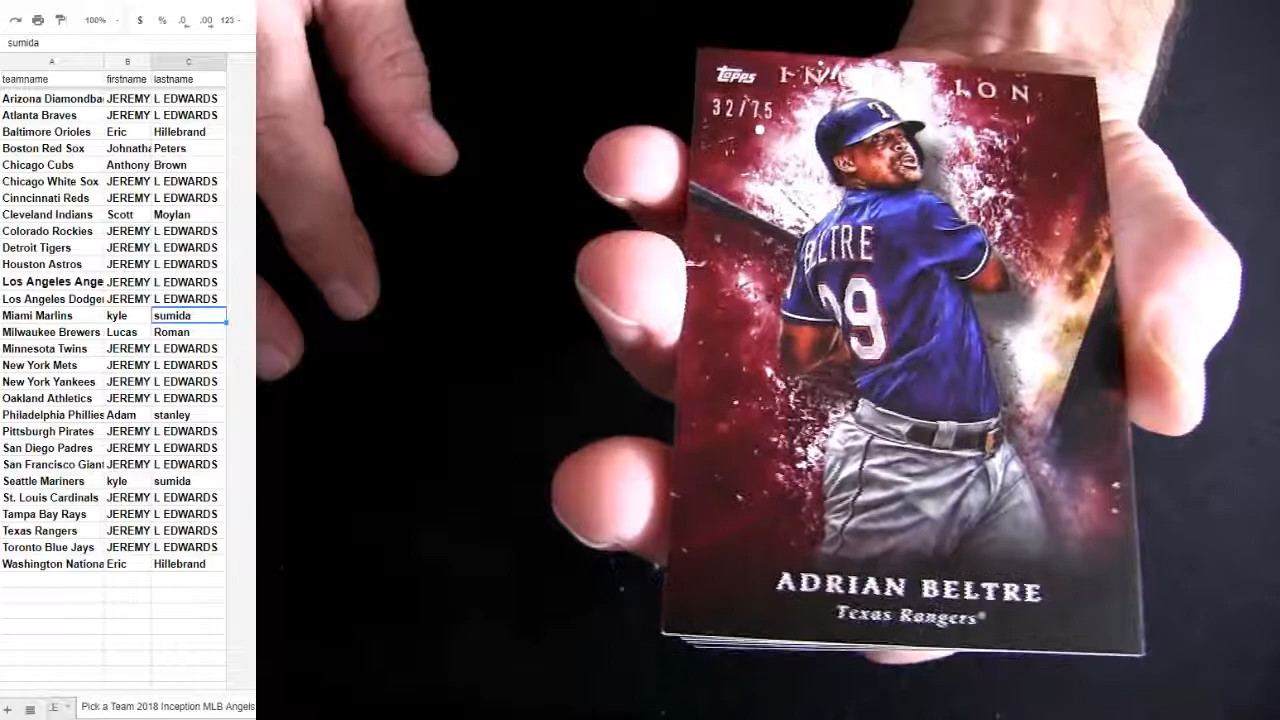 100%
$ % .0 .00 123
sumida
A B C
teamname firstname lastname
Arizona Diamondba JEREMY L EDWARDS
Atlanta Braves JEREMY L EDWARDS
Baltimore Orioles Eric Hillebrand
Boston Red Sox Johnatha Peters
Chicago Cubs Anthony Brown
Chicago White Sox JEREMY L EDWARDS
Cinncinati Reds JEREMY L EDWARDS
Cleveland Indians Scott Moylan
Colorado Rockies JEREMY L EDWARDS
Detroit Tigers JEREMY L EDWARDS
Houston Astros JEREMY L EDWARDS
Los Angeles Ange JEREMY L EDWARDS
Los Angeles Dodge JEREMY L EDWARDS
Miami Marlins kyle sumida
Milwaukee Brewers Lucas Roman
Minnesota Twins JEREMY L EDWARDS
New York Mets JEREMY L EDWARDS
New York Yankees JEREMY L EDWARDS
Oakland Athletics JEREMY L EDWARDS
Philadelphia Phillies Adam stanley
Pittsburgh Pirates JEREMY L EDWARDS
San Diego Padres JEREMY L EDWARDS
San Francisco Giant JEREMY L EDWARDS
Seattle Mariners kyle sumida
St. Louis Cardinals JEREMY L EDWARDS
Tampa Bay Rays JEREMY L EDWARDS
Texas Rangers JEREMY L EDWARDS
Toronto Blue Jays JEREMY L EDWARDS
Washington Nationa Eric Hillebrand
Pick a Team 2018 Inception MLB Angels
Topps
32/75
T
BELTRE
29
ADRIAN BELTRE
Texas Rangers®